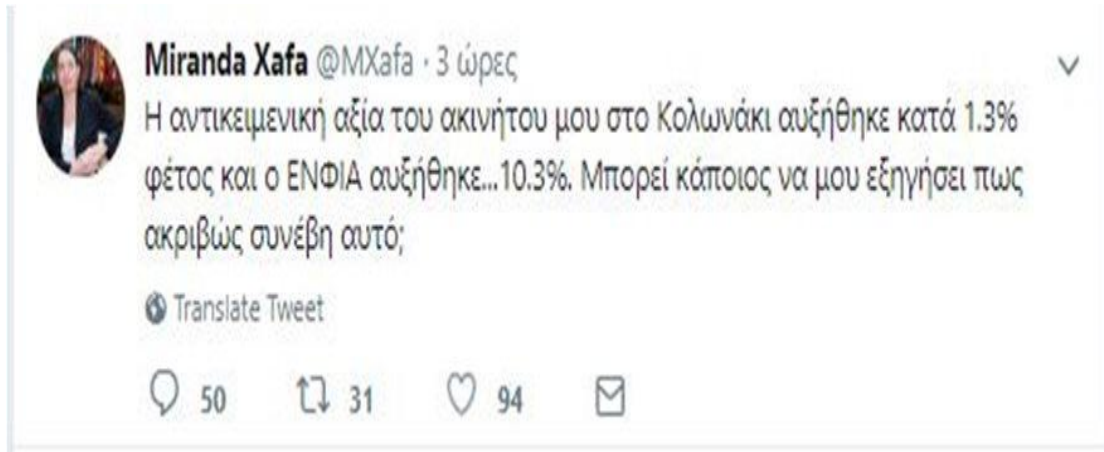 Miranda Xafa @MXafa · 3 ώρες
Η αντικειμενική αξία του ακινήτου μου στο Κολωνάκι αυξήθηκε κατά 1.3%
φέτος και ο ΕΝΦΙΑ αυξήθηκε...10.3%. Μπορεί κάποιος να μου εξηγήσει πως
ακριβώς συνέβη αυτό;
Translate Tweet
50 31 94